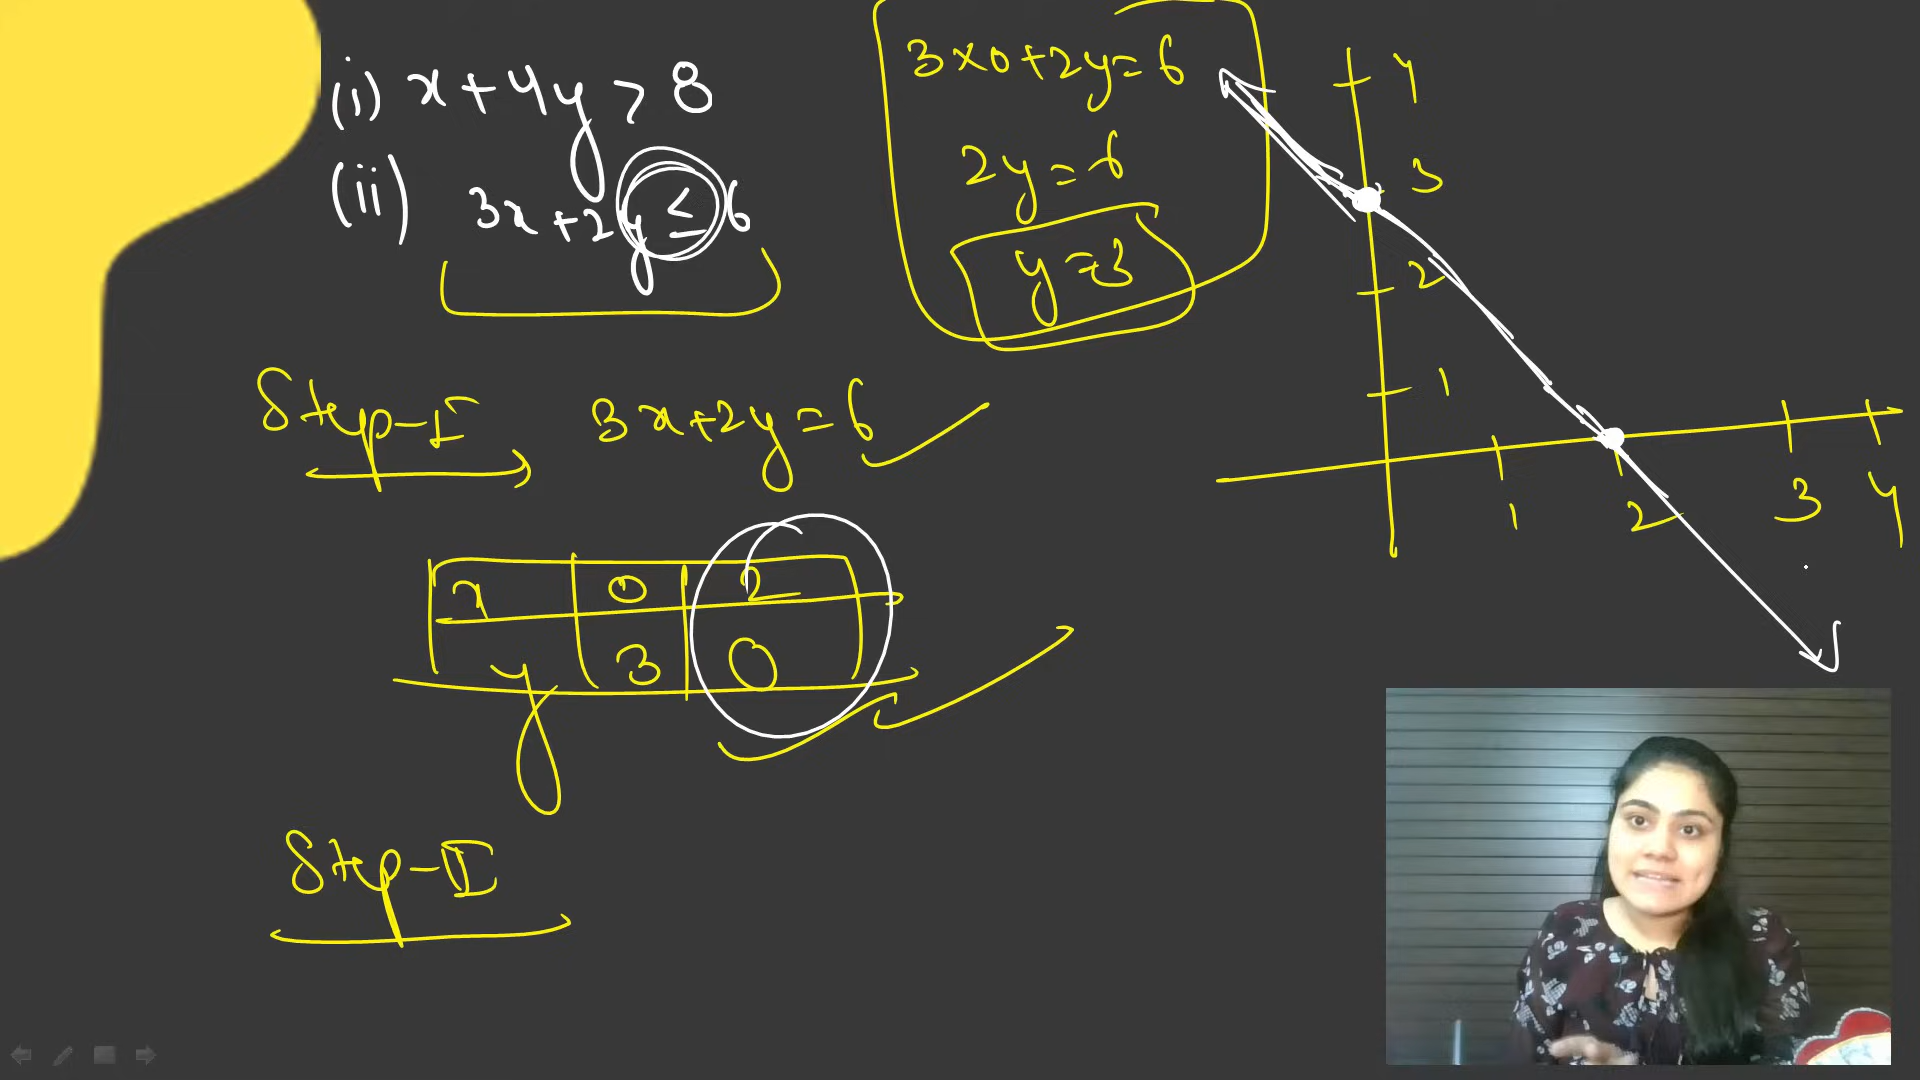 (i) x+4y > 8
(ii) 3x+2y ≤ 6
3×0+2y=6
2y=6
y=3
Step-I 3x+2y=6
x 0 2
y 3 0
Step-II
4
3
2
1
1 2 3 4